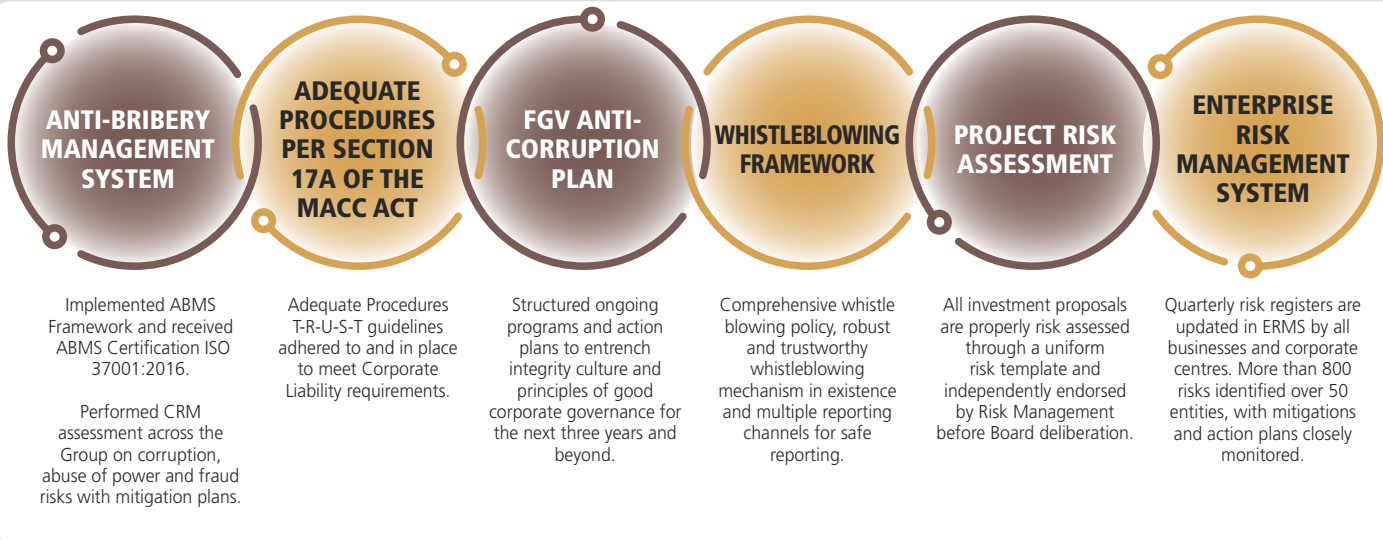 ANTI-BRIBERY
MANAGEMENT
SYSTEM
ADEQUATE
PROCEDURES
PER SECTION
17A OF THE
MACC ACT
FGV ANTI-
CORRUPTION
PLAN
WHISTLEBLOWING
FRAMEWORK
PROJECT RISK
ASSESSMENT
ENTERPRISE
RISK
MANAGEMENT
SYSTEM
Implemented ABMS
Framework and received
ABMS Certification ISO
37001:2016.
Performed CRM
assessment across the
Group on corruption,
abuse of power and fraud
risks with mitigation plans.
Adequate Procedures
T-R-U-S-T guidelines
adhered to and in place
to meet Corporate
Liability requirements.
Structured ongoing
programs and action
plans to entrench
integrity culture and
principles of good
corporate governance for
the next three years and
beyond.
Comprehensive whistle
blowing policy, robust
and trustworthy
whistleblowing
mechanism in existence
and multiple reporting
channels for safe
reporting.
All investment proposals
are properly risk assessed
through a uniform
risk template and
independently endorsed
by Risk Management
before Board deliberation.
Quarterly risk registers are
updated in ERMS by all
businesses and corporate
centres. More than 800
risks identified over 50
entities, with mitigations
and action plans closely
monitored.